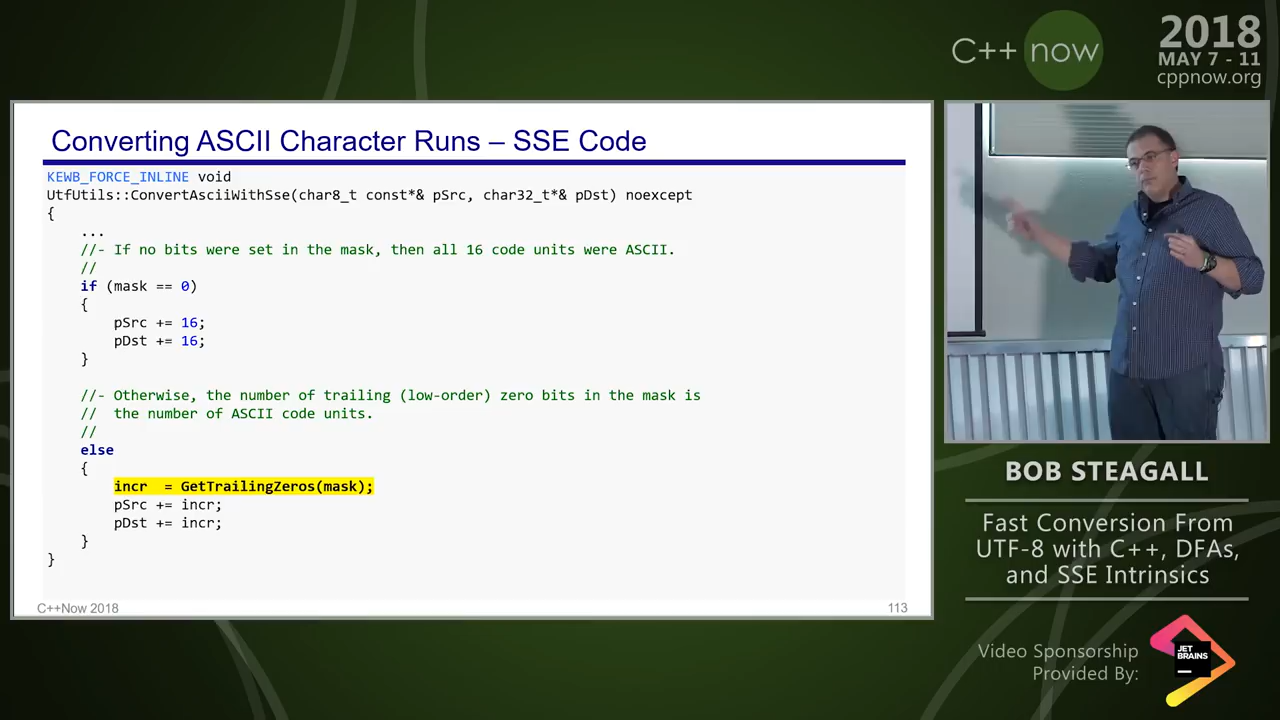 C++ now
2018
MAY 7 - 11
cppnow.org
Converting ASCII Character Runs – SSE Code
KEWB_FORCE_INLINE void
UtfUtils::ConvertAsciiWithSse(char8_t const*& pSrc, char32_t*& pDst) noexcept
{
...
//- If no bits were set in the mask, then all 16 code units were ASCII.
//
if (mask == 0)
{
pSrc += 16;
pDst += 16;
}
//- Otherwise, the number of trailing (low-order) zero bits in the mask is
// the number of ASCII code units.
//
else
{
incr  = GetTrailingZeros(mask);
pSrc += incr;
pDst += incr;
}
}
C++Now 2018
113
BOB STEAGALL
Fast Conversion From
UTF-8 with C++, DFAs,
and SSE Intrinsics
Video Sponsorship
Provided By:
JET
BRAINS